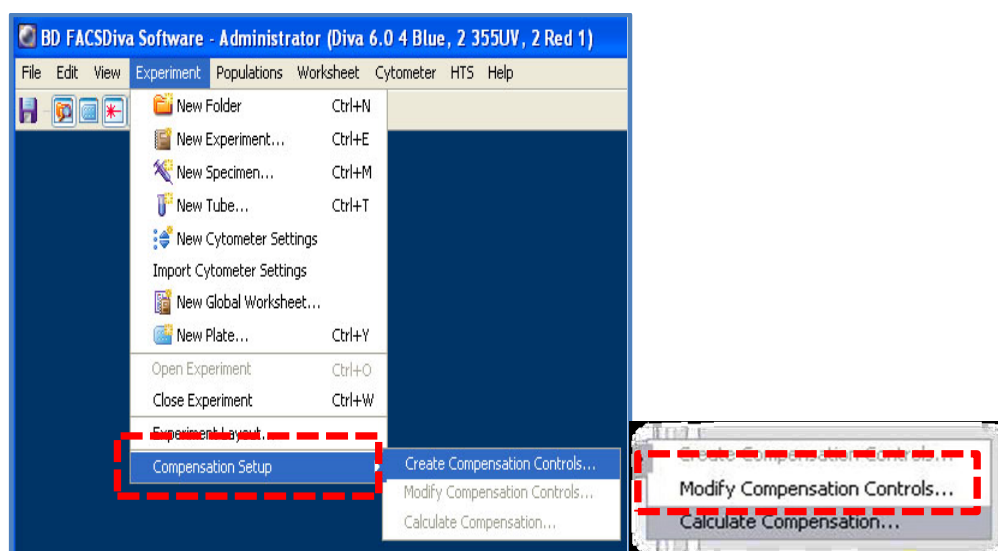 BD FACSDiva Software - Administrator (Diva 6.0 4 Blue, 2 355UV, 2 Red 1)
File Edit View Experiment Populations Worksheet Cytometer HTS Help
New Folder Ctrl+N
New Experiment... Ctrl+E
New Specimen... Ctrl+M
New Tube... Ctrl+T
New Cytometer Settings
Import Cytometer Settings
New Global Worksheet...
New Plate... Ctrl+Y
Open Experiment Ctrl+O
Close Experiment Ctrl+W
Experiment Layout...
Compensation Setup
Create Compensation Controls...
Modify Compensation Controls...
Calculate Compensation...
Create Compensation Controls...
Modify Compensation Controls...
Calculate Compensation...